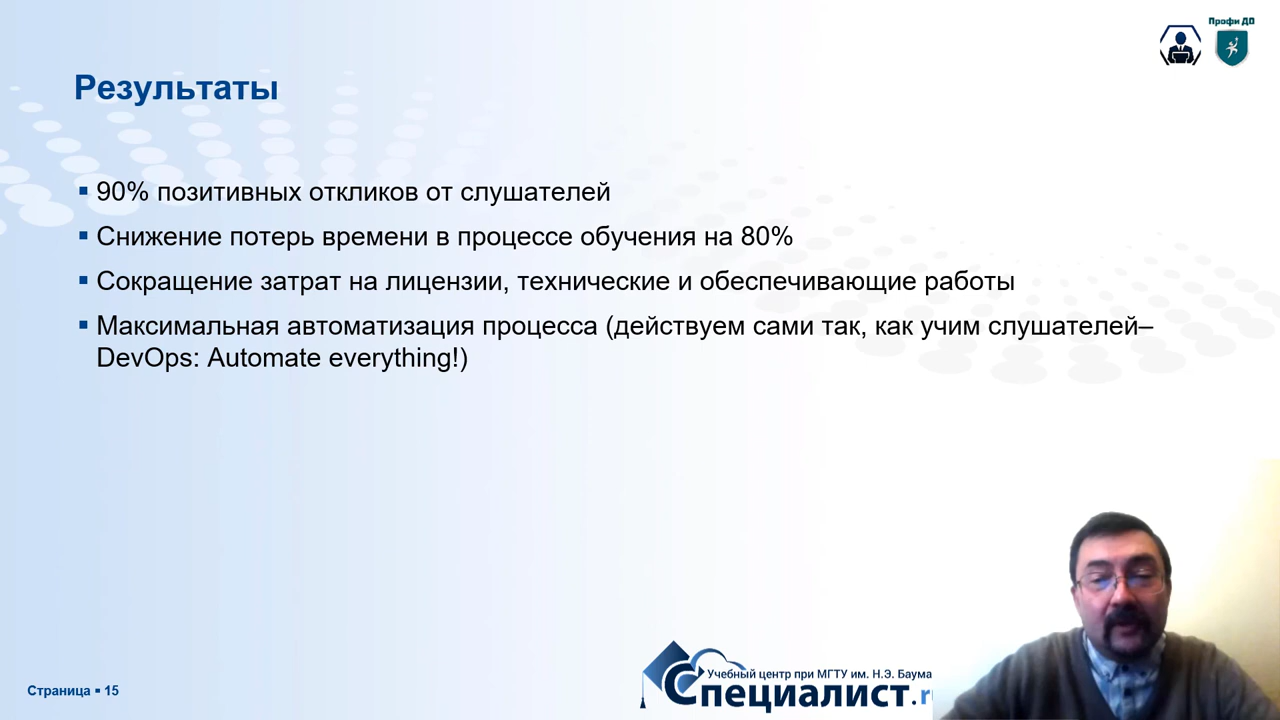 Профи ДО
Результаты
▪ 90% позитивных откликов от слушателей
▪ Снижение потерь времени в процессе обучения на 80%
▪ Сокращение затрат на лицензии, технические и обеспечивающие работы
▪ Максимальная автоматизация процесса (действуем сами так, как учим слушателей–
DevOps: Automate everything!)
Учебный центр при МГТУ им. Н.Э. Баума
Специалист.r
Страница ▪ 15